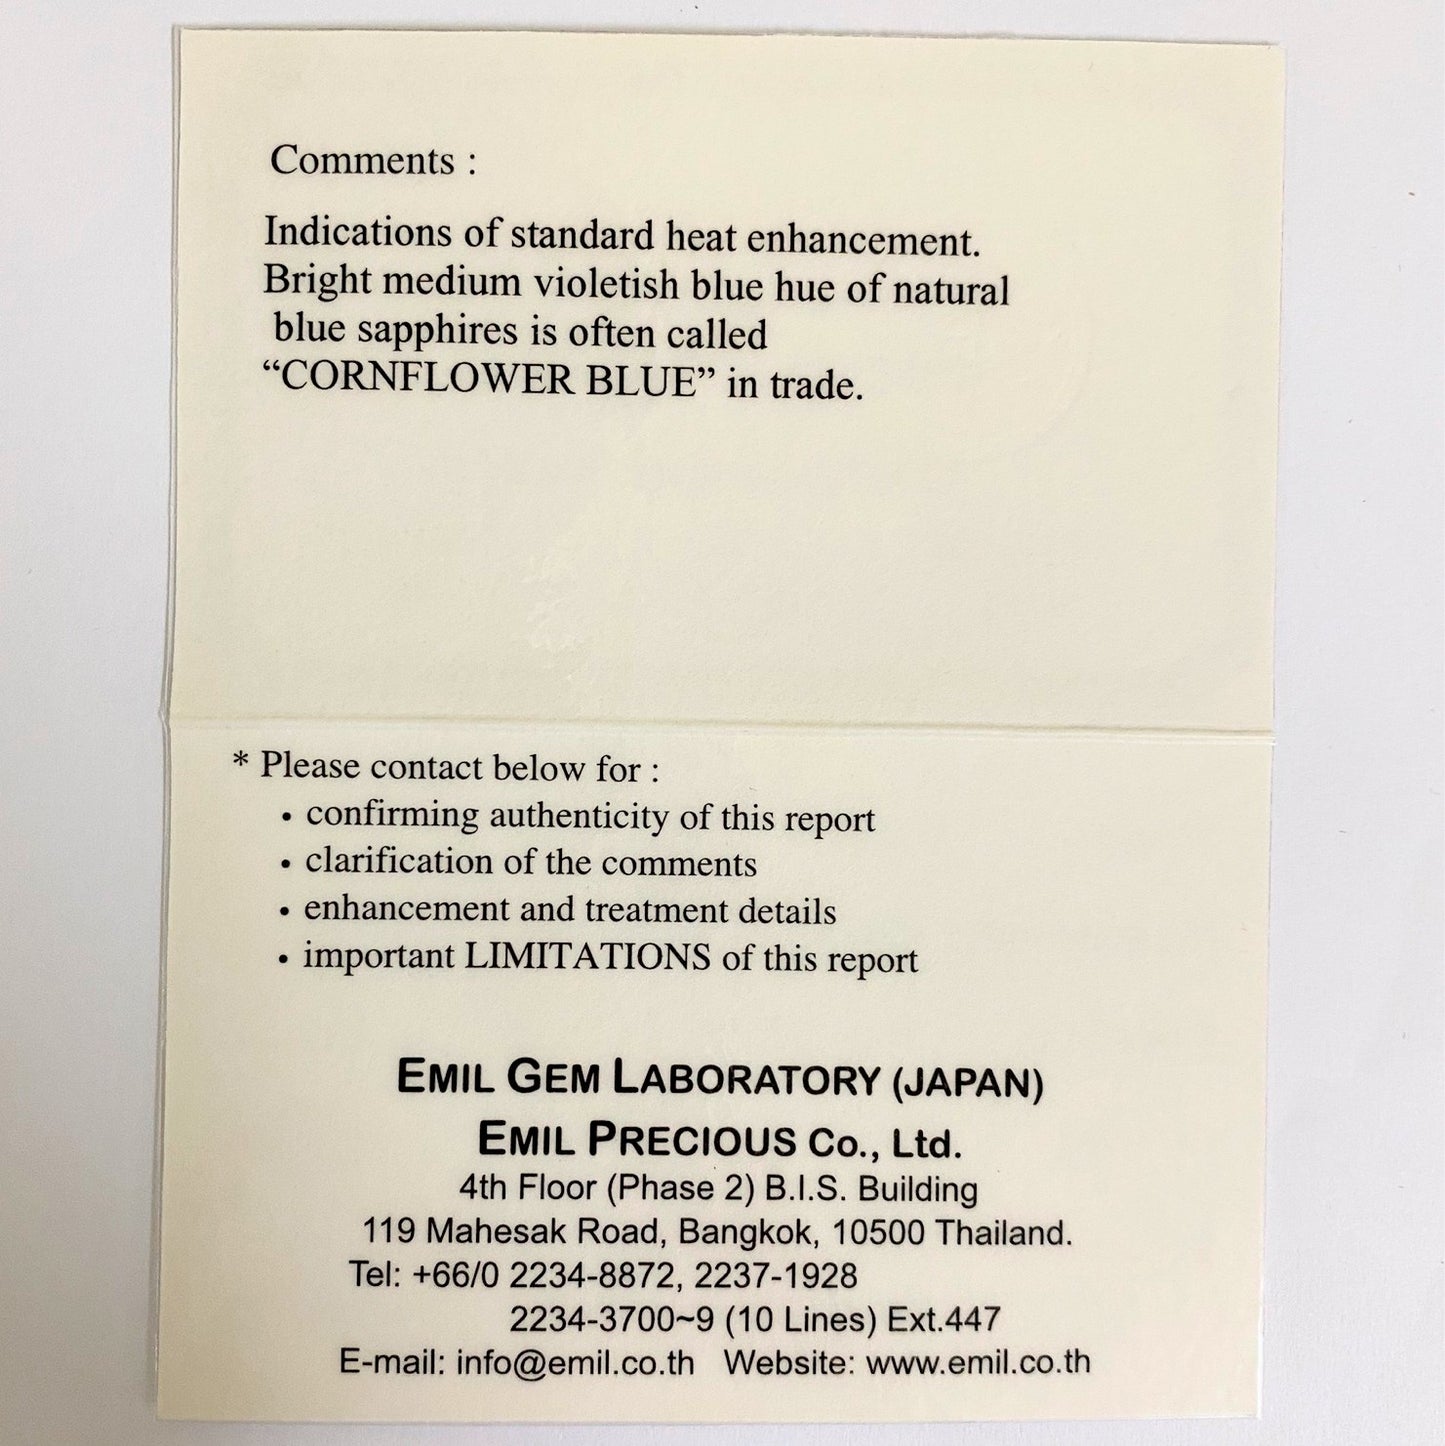 Comments :
Indications of standard heat enhancement.
Bright medium violetish blue hue of natural
blue sapphires is often called
“CORNFLOWER BLUE” in trade.
* Please contact below for :
• confirming authenticity of this report
• clarification of the comments
• enhancement and treatment details
• important LIMITATIONS of this report
EMIL GEM LABORATORY (JAPAN)
EMIL PRECIOUS Co., Ltd.
4th Floor (Phase 2) B.I.S. Building
119 Mahesak Road, Bangkok, 10500 Thailand.
Tel: +66/0 2234-8872, 2237-1928
2234-3700~9 (10 Lines) Ext.447
E-mail: info@emil.co.th Website: www.emil.co.th